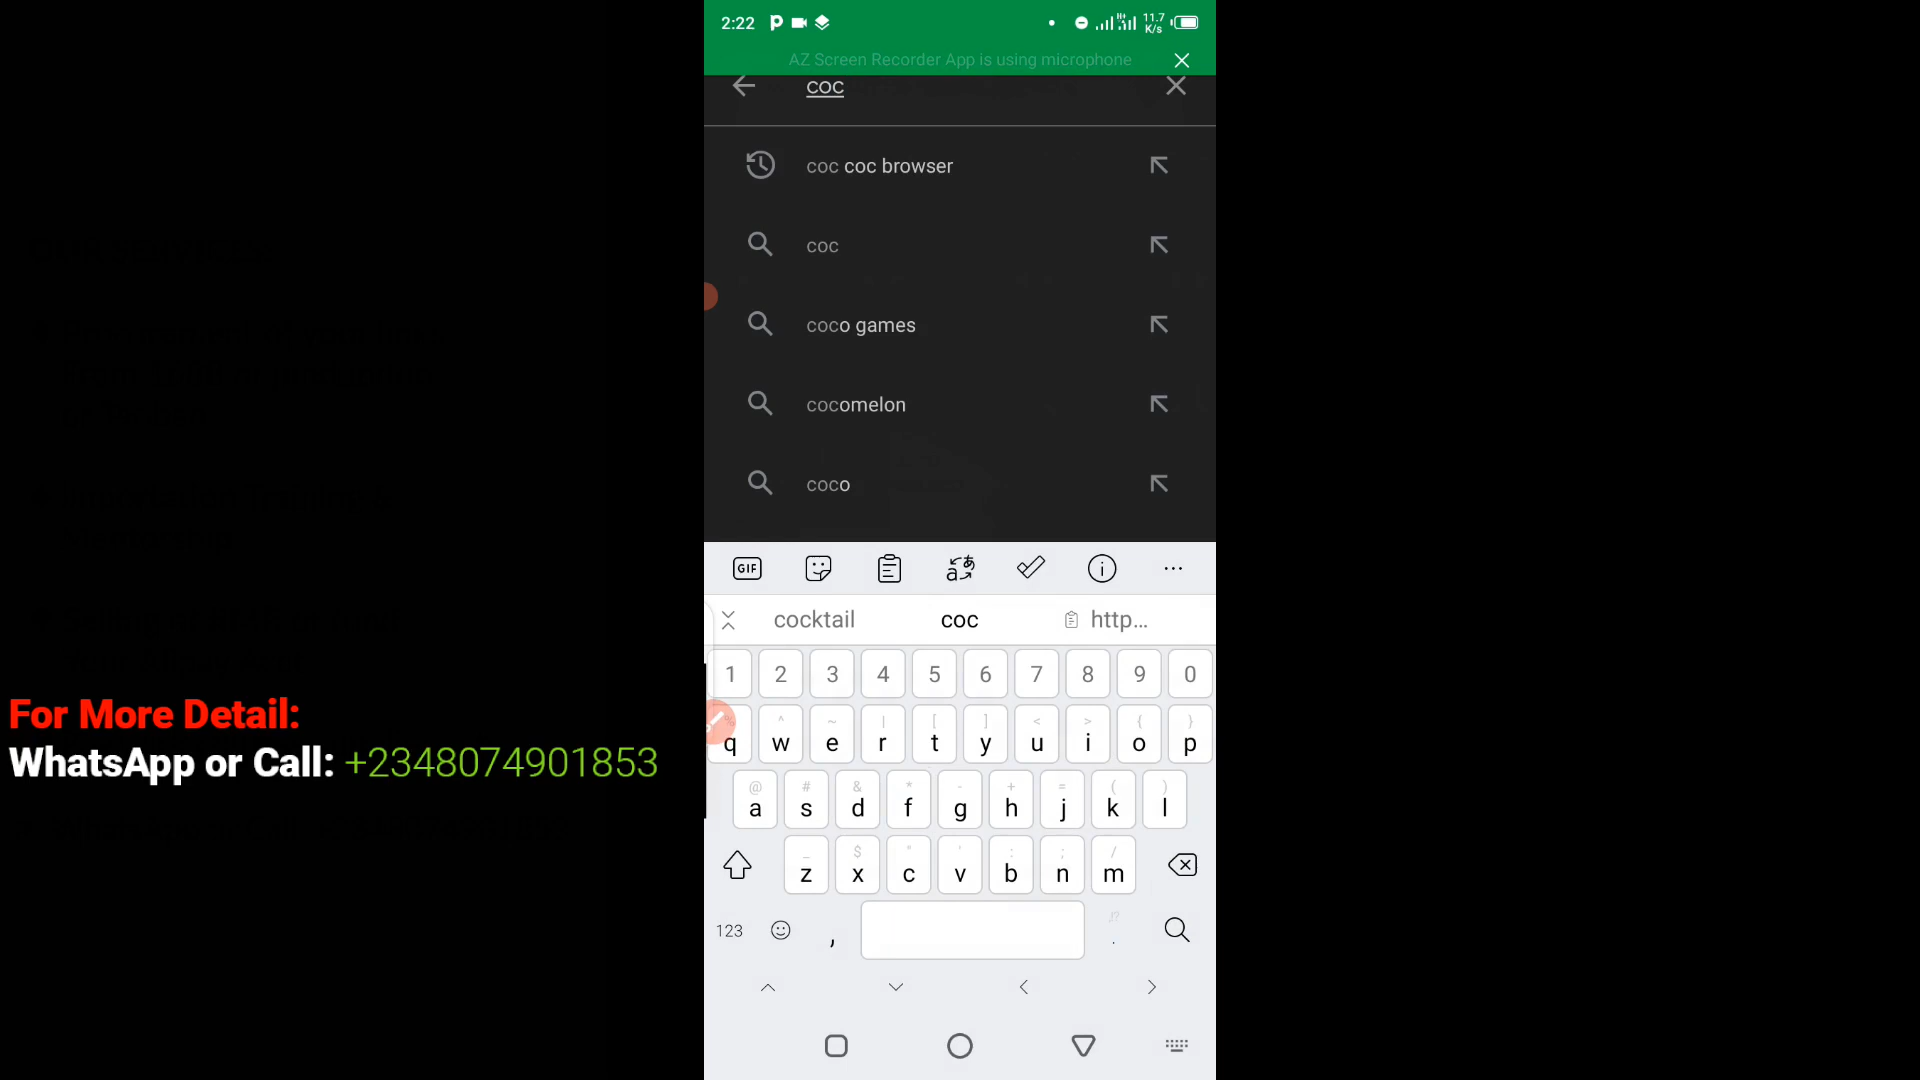 2:22
11.7
K/s
AZ Screen Recorder App is using microphone
coc
coc coc browser
coc
coco games
cocomelon
coco
GIF
cocktail coc http...
1 2 3 4 5 6 7 8 9 0
% ^ ~ | [ ] < > { }
q w e r t y u i o p
@ # & * - + = ( )
a s d f g h j k l
_ $ " ' : ; /
z x c v b n m
123 , .
For More Detail:
WhatsApp or Call: +2348074901853